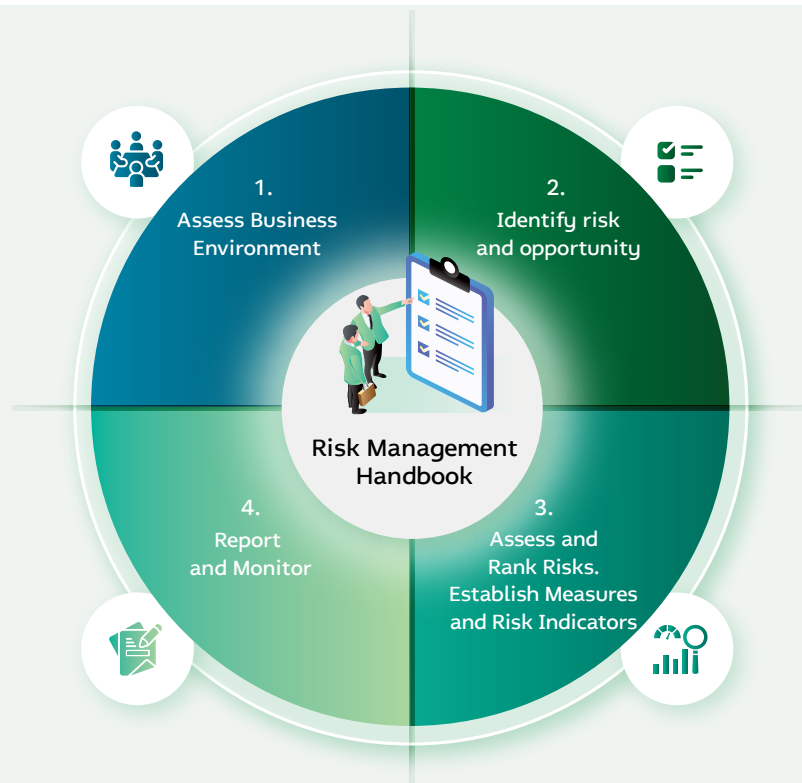 1.
Assess Business
Environment
2.
Identify risk
and opportunity
Risk Management
Handbook
3.
Assess and
Rank Risks.
Establish Measures
and Risk Indicators
4.
Report
and Monitor